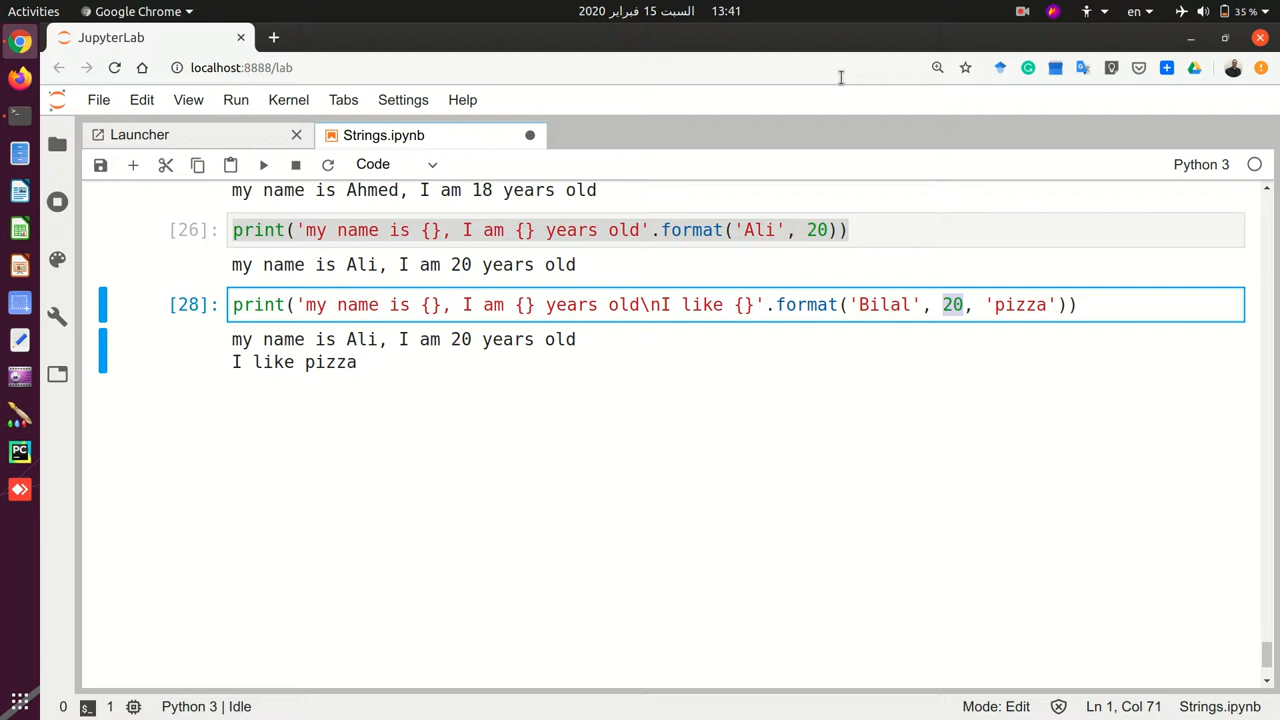 Activities
Google Chrome
السبت 15 فبراير 2020 13:41
en
35 %
JupyterLab
localhost:8888/lab
File Edit View Run Kernel Tabs Settings Help
Launcher
Strings.ipynb
Code
Python 3
my name is Ahmed, I am 18 years old
[26]: print('my name is {}, I am {} years old'.format('Ali', 20))
my name is Ali, I am 20 years old
[28]: print('my name is {}, I am {} years old\nI like {}'.format('Bilal', 20, 'pizza'))
my name is Ali, I am 20 years old
I like pizza
PC
0 $_ 1 Python 3 | Idle Mode: Edit Ln 1, Col 71 Strings.ipynb